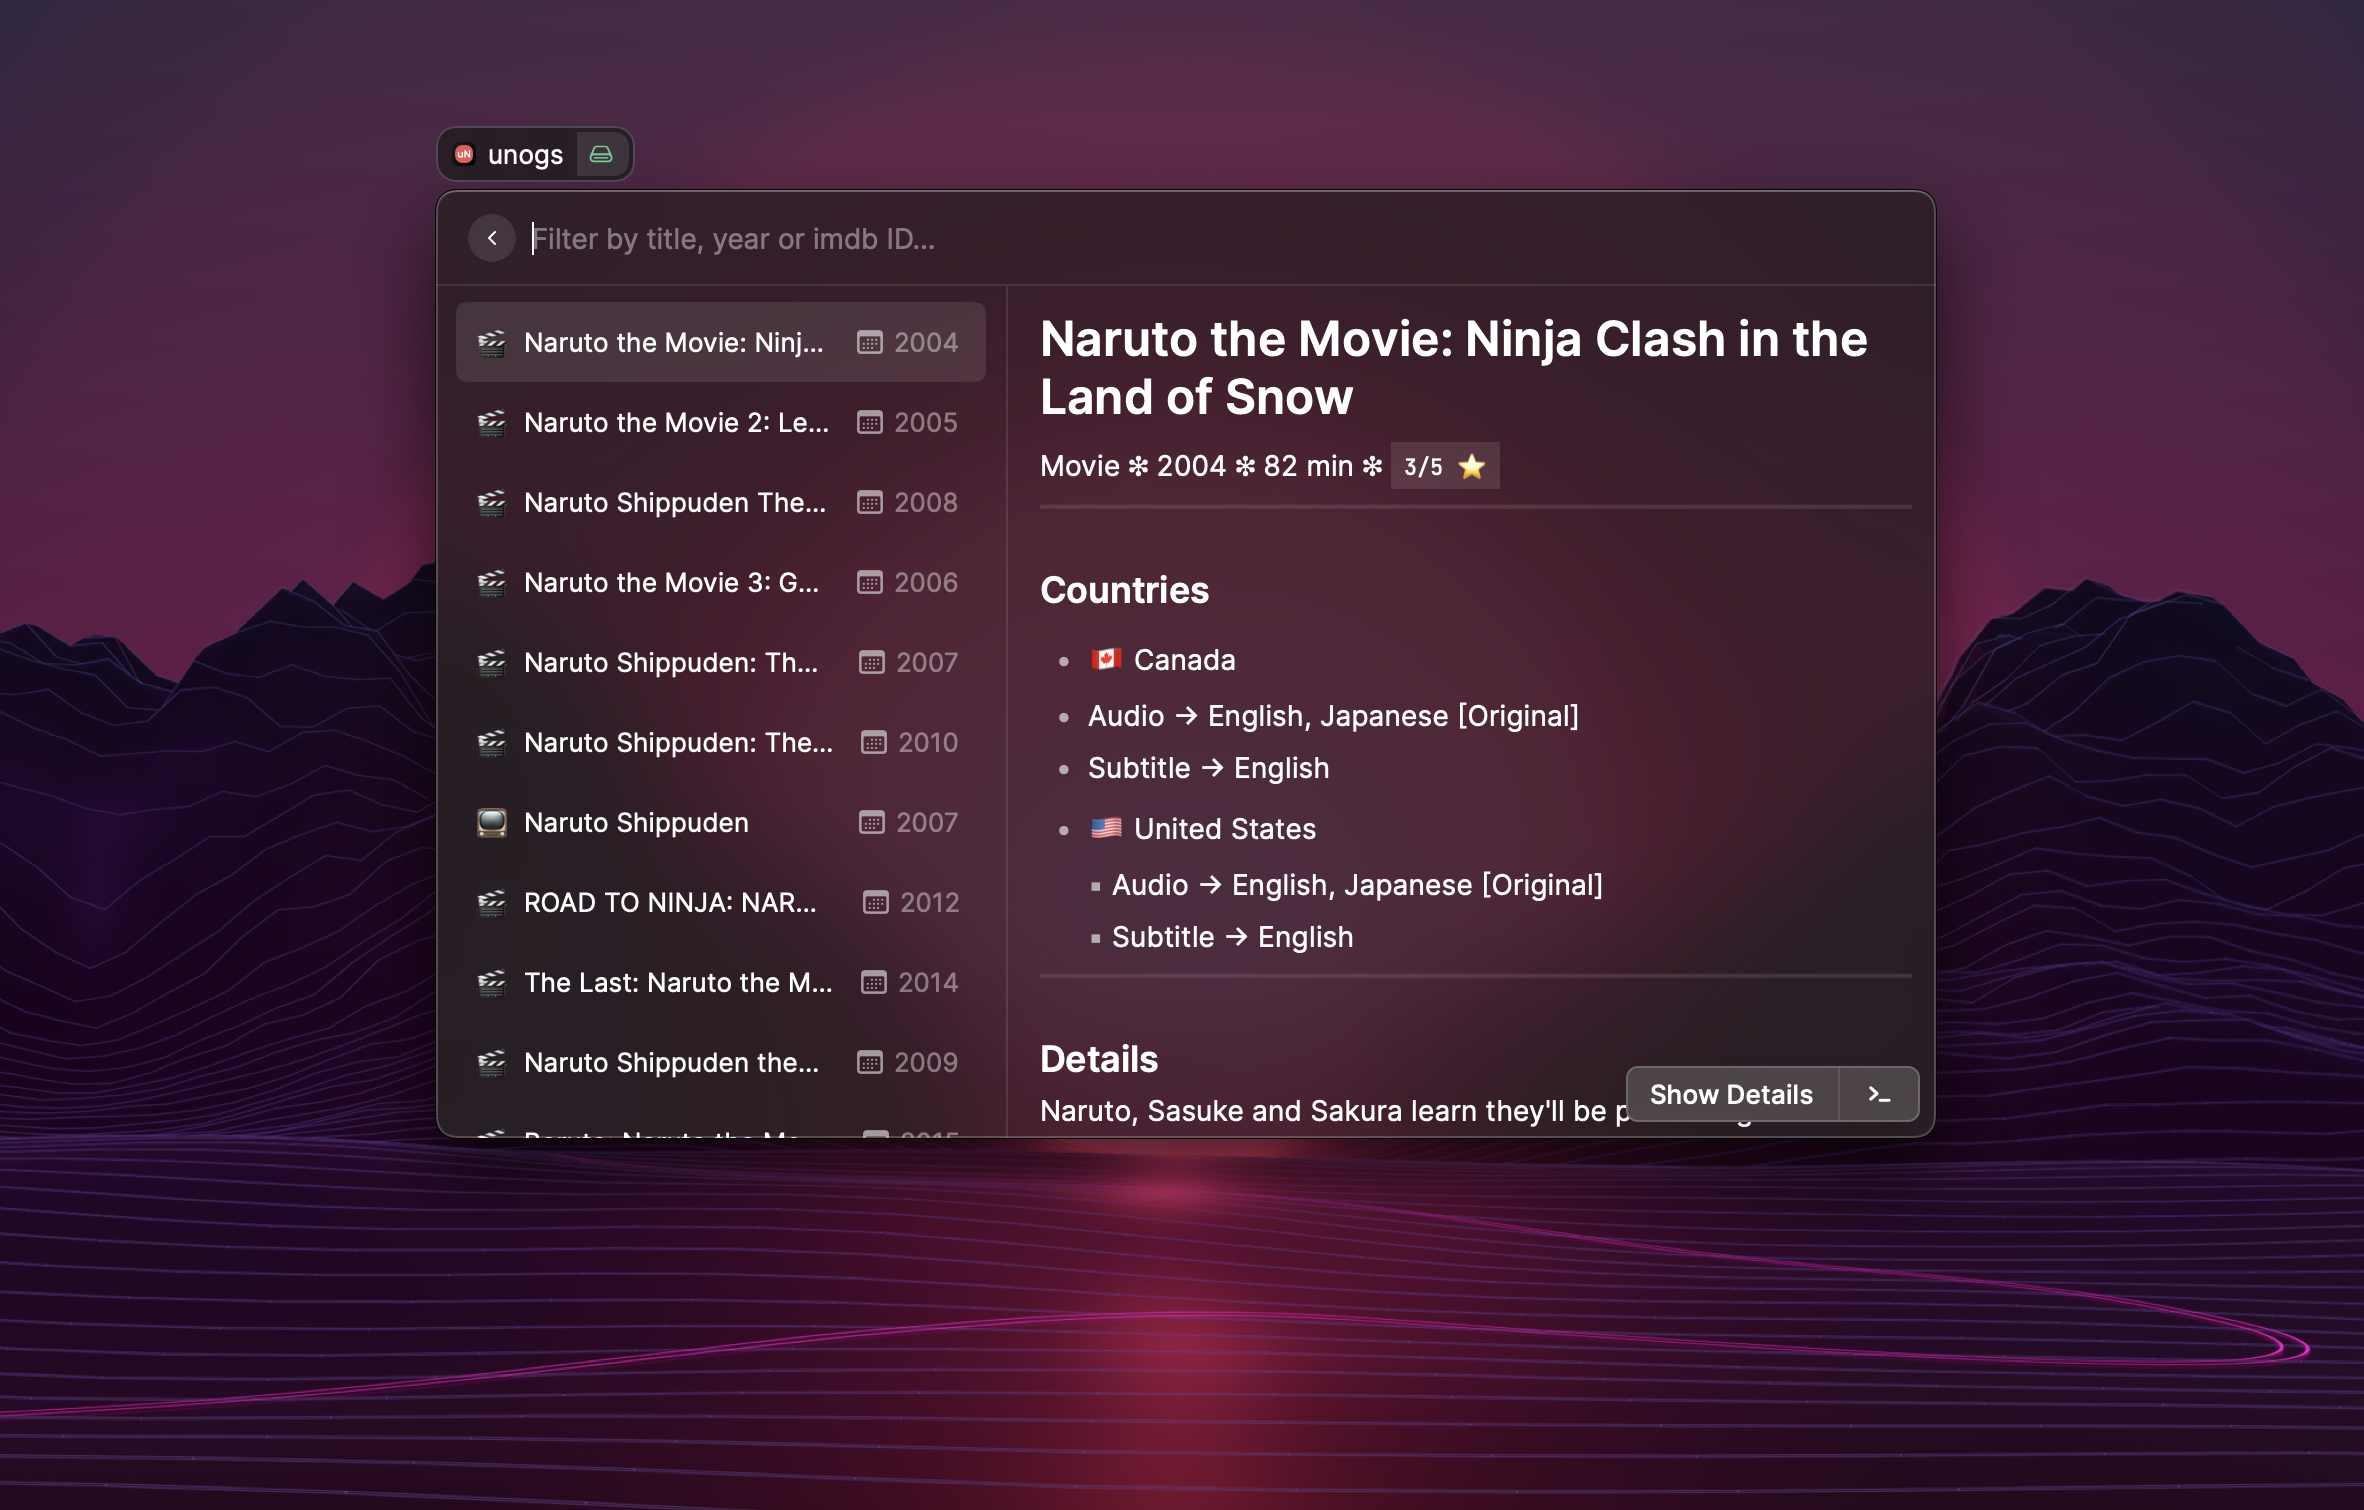 uN unogs
Filter by title, year or imdb ID...
Naruto the Movie: Ninj... 2004
Naruto the Movie 2: Le... 2005
Naruto Shippuden The... 2008
Naruto the Movie 3: G... 2006
Naruto Shippuden: Th... 2007
Naruto Shippuden: The... 2010
Naruto Shippuden 2007
ROAD TO NINJA: NAR... 2012
The Last: Naruto the M... 2014
Naruto Shippuden the... 2009
Naruto the Movie: Ninja Clash in the
Land of Snow
Movie ❇ 2004 ❇ 82 min ❇ 3/5 ⭐
Countries
• 🇨🇦 Canada
• Audio → English, Japanese [Original]
• Subtitle → English
• 🇺🇸 United States
▪ Audio → English, Japanese [Original]
▪ Subtitle → English
Details
Naruto, Sasuke and Sakura learn they'll be
Show Details >_